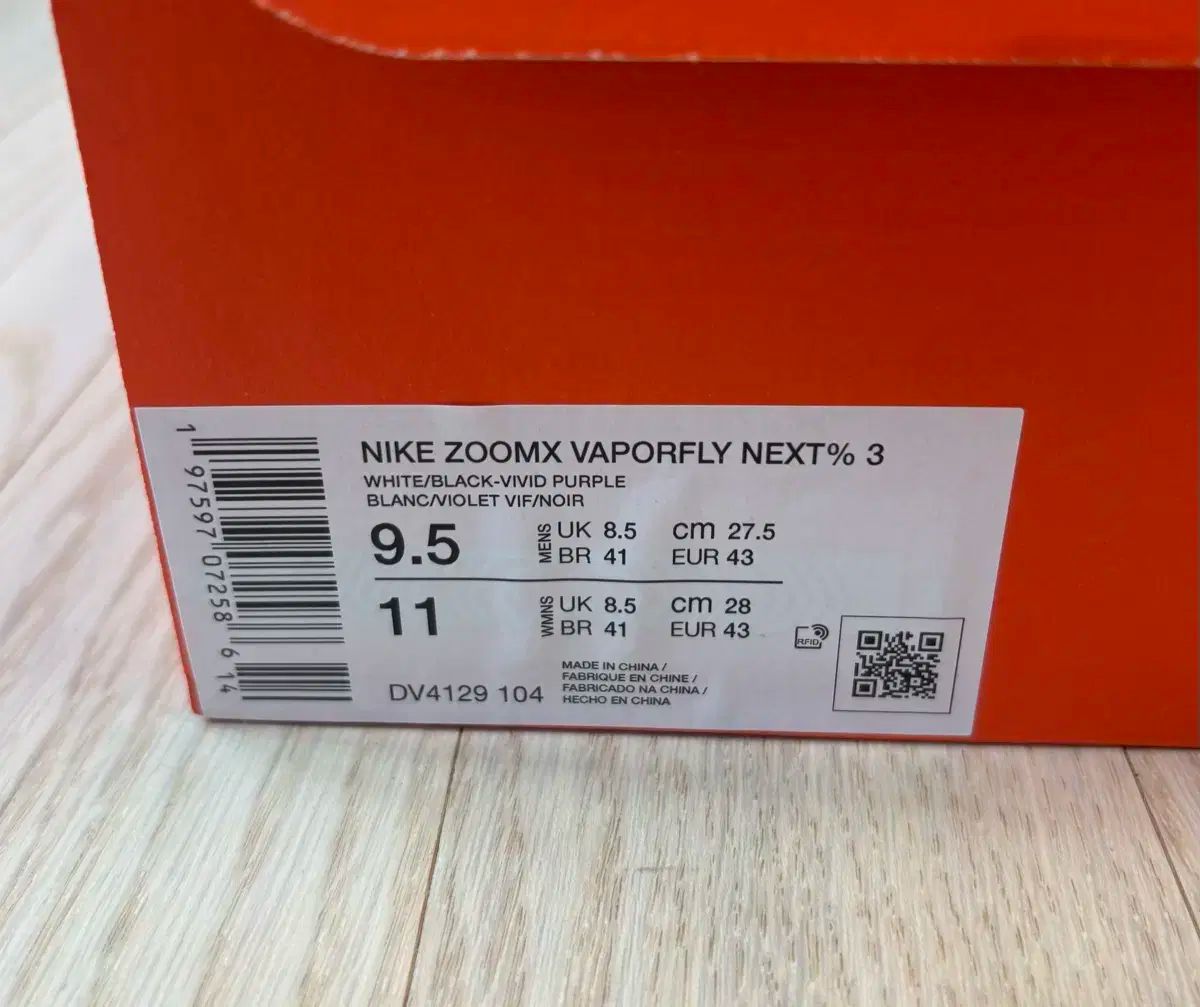 NIKE ZOOMX VAPORFLY NEXT% 3
WHITE/BLACK-VIVID PURPLE
BLANC/VIOLET VIF/NOIR
9.5 MENS UK 8.5 cm 27.5
BR 41 EUR 43
11 WMNS UK 8.5 cm 28
BR 41 EUR 43
RFID
DV4129 104
MADE IN CHINA /
FABRIQUE EN CHINE /
FABRICADO NA CHINA /
HECHO EN CHINA
1 97597 07258 6 14